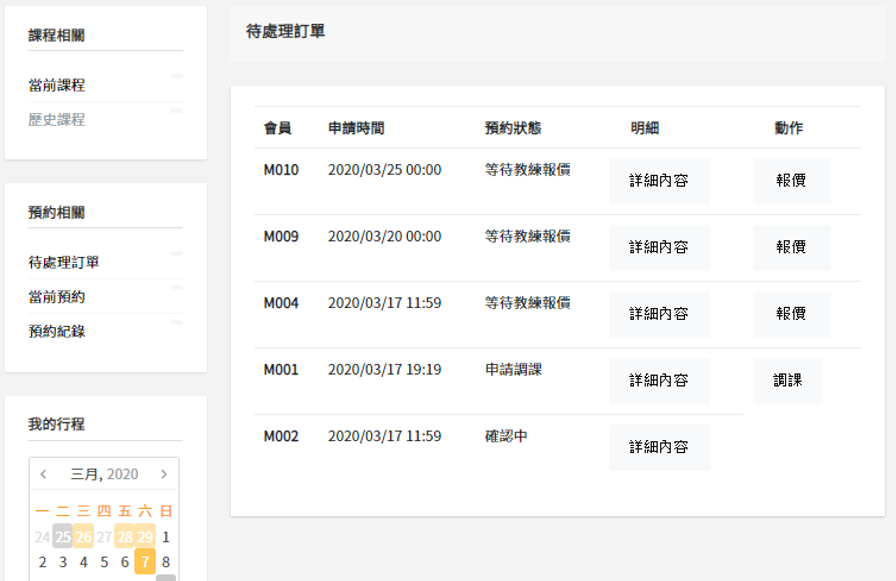 課程相關
當前課程
歷史課程
預約相關
待處理訂單
當前預約
預約紀錄
我的行程
三月, 2020
一 二 三 四 五 六 日
24 25 26 27 28 29 1
2 3 4 5 6 7 8
待處理訂單
會員 申請時間 預約狀態 明細 動作
M010 2020/03/25 00:00 等待教練報價 詳細內容 報價
M009 2020/03/20 00:00 等待教練報價 詳細內容 報價
M004 2020/03/17 11:59 等待教練報價 詳細內容 報價
M001 2020/03/17 19:19 申請調課 詳細內容 調課
M002 2020/03/17 11:59 確認中 詳細內容